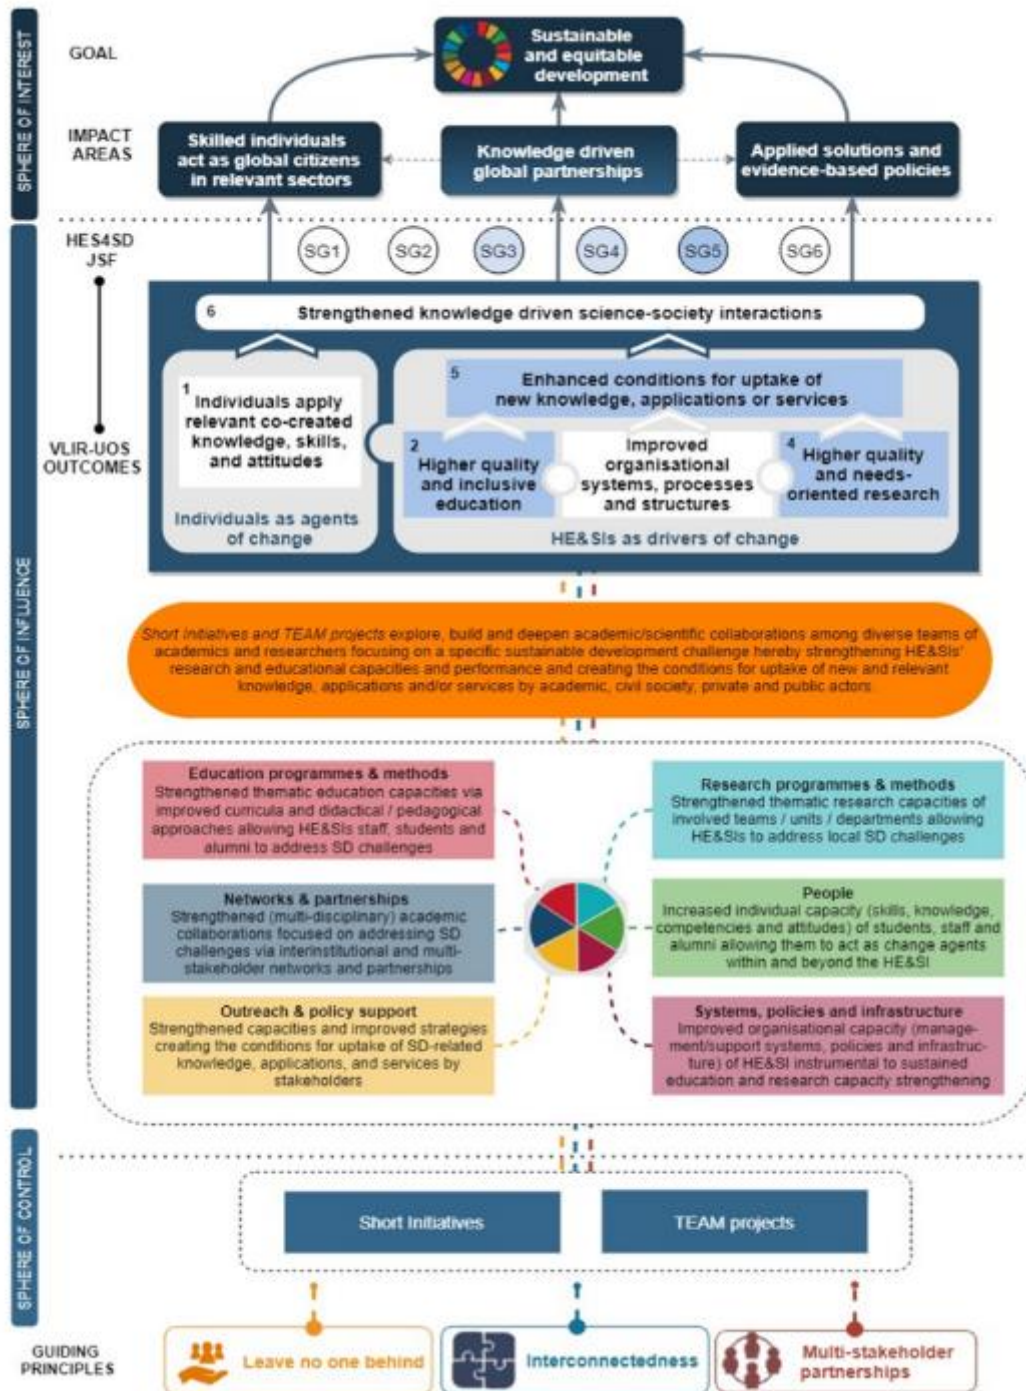 SPHERE OF INTEREST
GOAL
Sustainable
and equitable
development
IMPACT
AREAS
Skilled individuals
act as global citizens
in relevant sectors
Knowledge driven
global partnerships
Applied solutions and
evidence-based policies
SPHERE OF INFLUENCE
HES4SD
JSF
SG1
SG2
SG3
SG4
SG5
SG6
6
Strengthened knowledge driven science-society interactions
1
Individuals apply
relevant co-created
knowledge, skills,
and attitudes
Individuals as agents
of change
5
Enhanced conditions for uptake of
new knowledge, applications or services
2
Higher quality
and inclusive
education
Improved
organisational
systems, processes
and structures
4
Higher quality
and needs-
oriented research
HE&SIs as drivers of change
VLIR-UOS
OUTCOMES
Short Initiatives and TEAM projects explore, build and deepen academic/scientific collaborations among diverse teams of
academics and researchers focusing on a specific sustainable development challenge hereby strengthening HE&SIs'
research and educational capacities and performance and creating the conditions for uptake of new and relevant
knowledge, applications and/or services by academic, civil society, private and public actors.
Education programmes & methods
Strengthened thematic education capacities via
improved curricula and didactical / pedagogical
approaches allowing HE&SIs staff, students and
alumni to address SD challenges
Research programmes & methods
Strengthened thematic research capacities of
involved teams / units / departments allowing
HE&SIs to address local SD challenges
Networks & partnerships
Strengthened (multi-disciplinary) academic
collaborations focused on addressing SD
challenges via interinstitutional and multi-
stakeholder networks and partnerships
People
Increased individual capacity (skills, knowledge,
competencies and attitudes) of students, staff and
alumni allowing them to act as change agents
within and beyond the HE&SI
Outreach & policy support
Strengthened capacities and improved strategies
creating the conditions for uptake of SD-related
knowledge, applications, and services by
stakeholders
Systems, policies and infrastructure
Improved organisational capacity (manage-
ment/support systems, policies and infrastruc-
ture) of HE&SI instrumental to sustained
education and research capacity strengthening
SPHERE OF CONTROL
Short Initiatives
TEAM projects
GUIDING
PRINCIPLES
Leave no one behind
Interconnectedness
Multi-stakeholder
partnerships